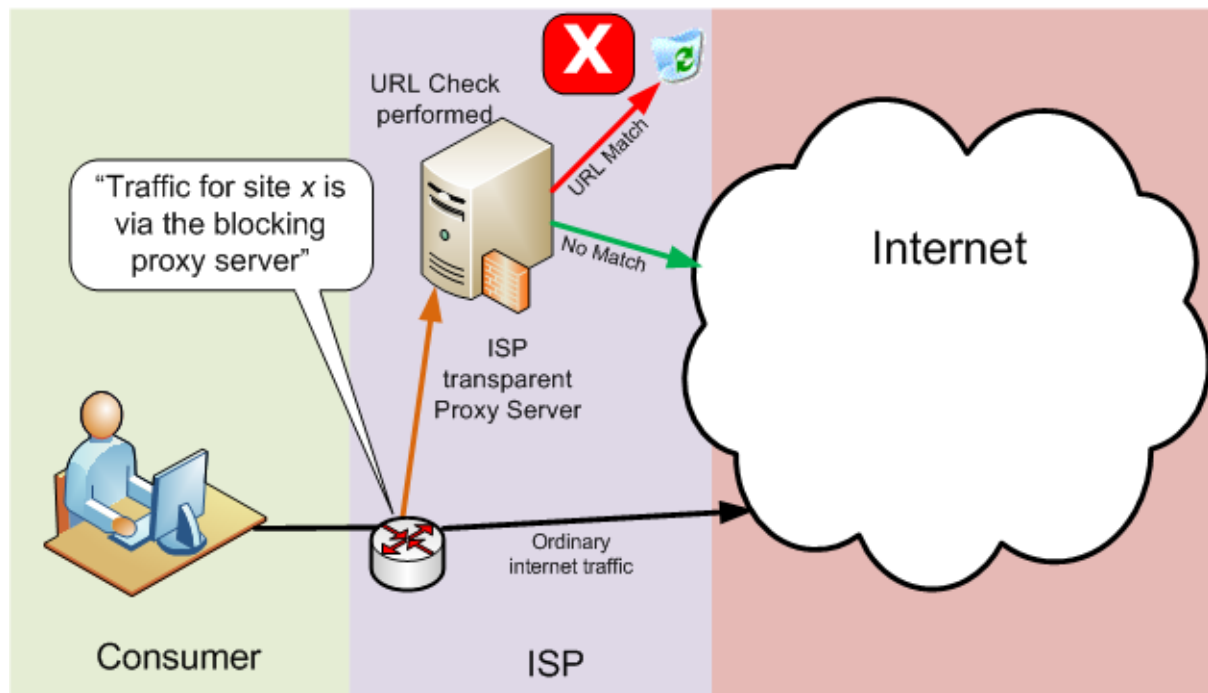 X
URL Check
performed
URL Match
“Traffic for site x is
via the blocking
proxy server”
No Match
Internet
ISP
transparent
Proxy Server
Ordinary
internet traffic
Consumer
ISP